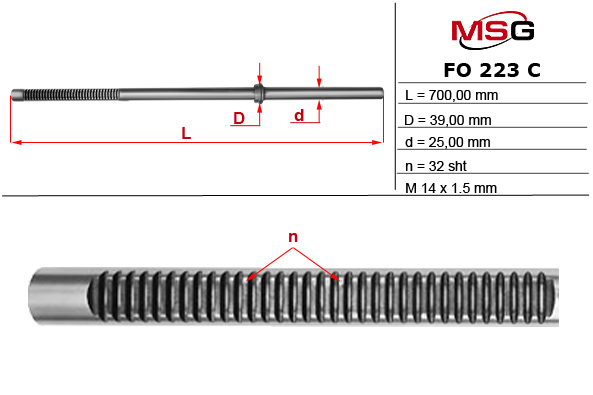 MSG
FO 223 C
L = 700,00 mm
D = 39,00 mm
d = 25,00 mm
n = 32 sht
M 14 x 1.5 mm
D
d
L
n